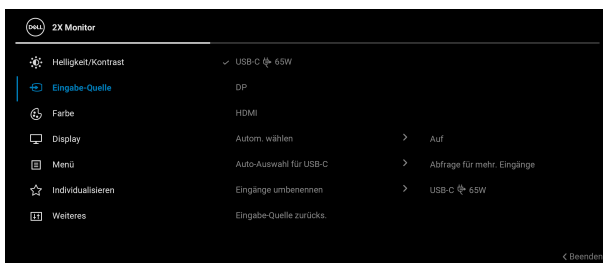 DELL 2X Monitor
Helligkeit/Kontrast USB-C 65W
Eingabe-Quelle DP
Farbe HDMI
Display Autom. wählen Auf
Menü Auto-Auswahl für USB-C Abfrage für mehr. Eingänge
Individualisieren Eingänge umbenennen USB-C 65W
Weiteres Eingabe-Quelle zurücks.
Beenden